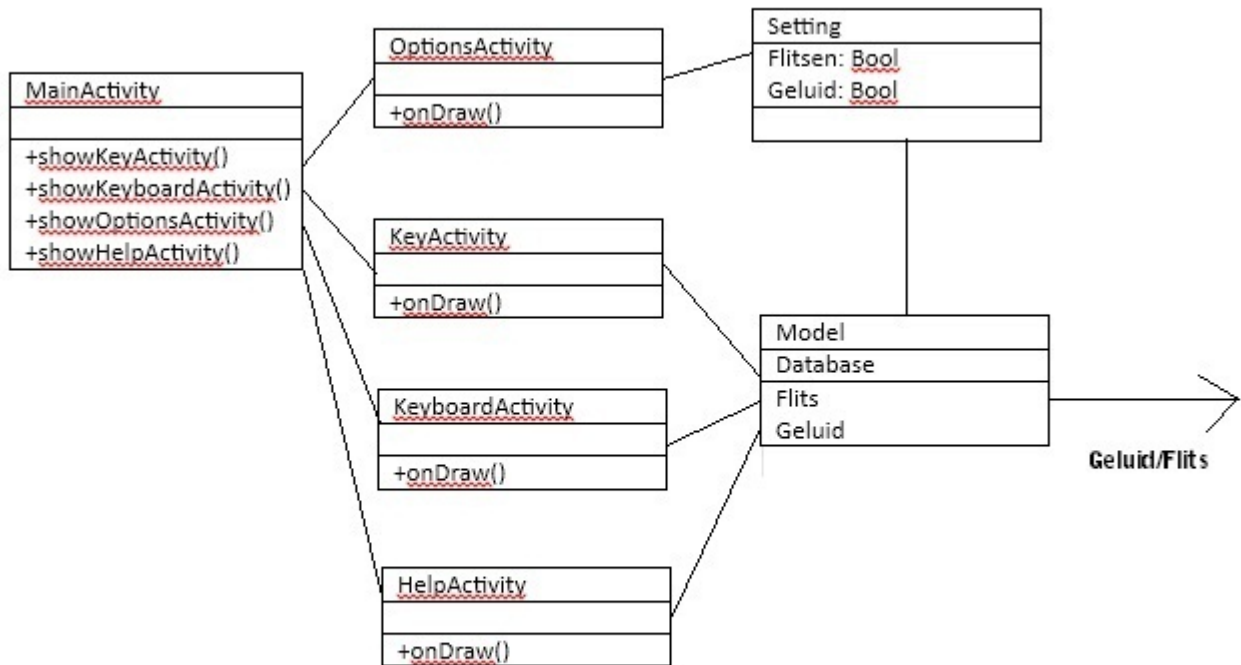 MainActivity
+showKeyActivity()
+showKeyboardActivity()
+showOptionsActivity()
+showHelpActivity()
OptionsActivity
+onDraw()
KeyActivity
+onDraw()
KeyboardActivity
+onDraw()
HelpActivity
+onDraw()
Setting
Flitsen: Bool
Geluid: Bool
Model
Database
Flits
Geluid
Geluid/Flits